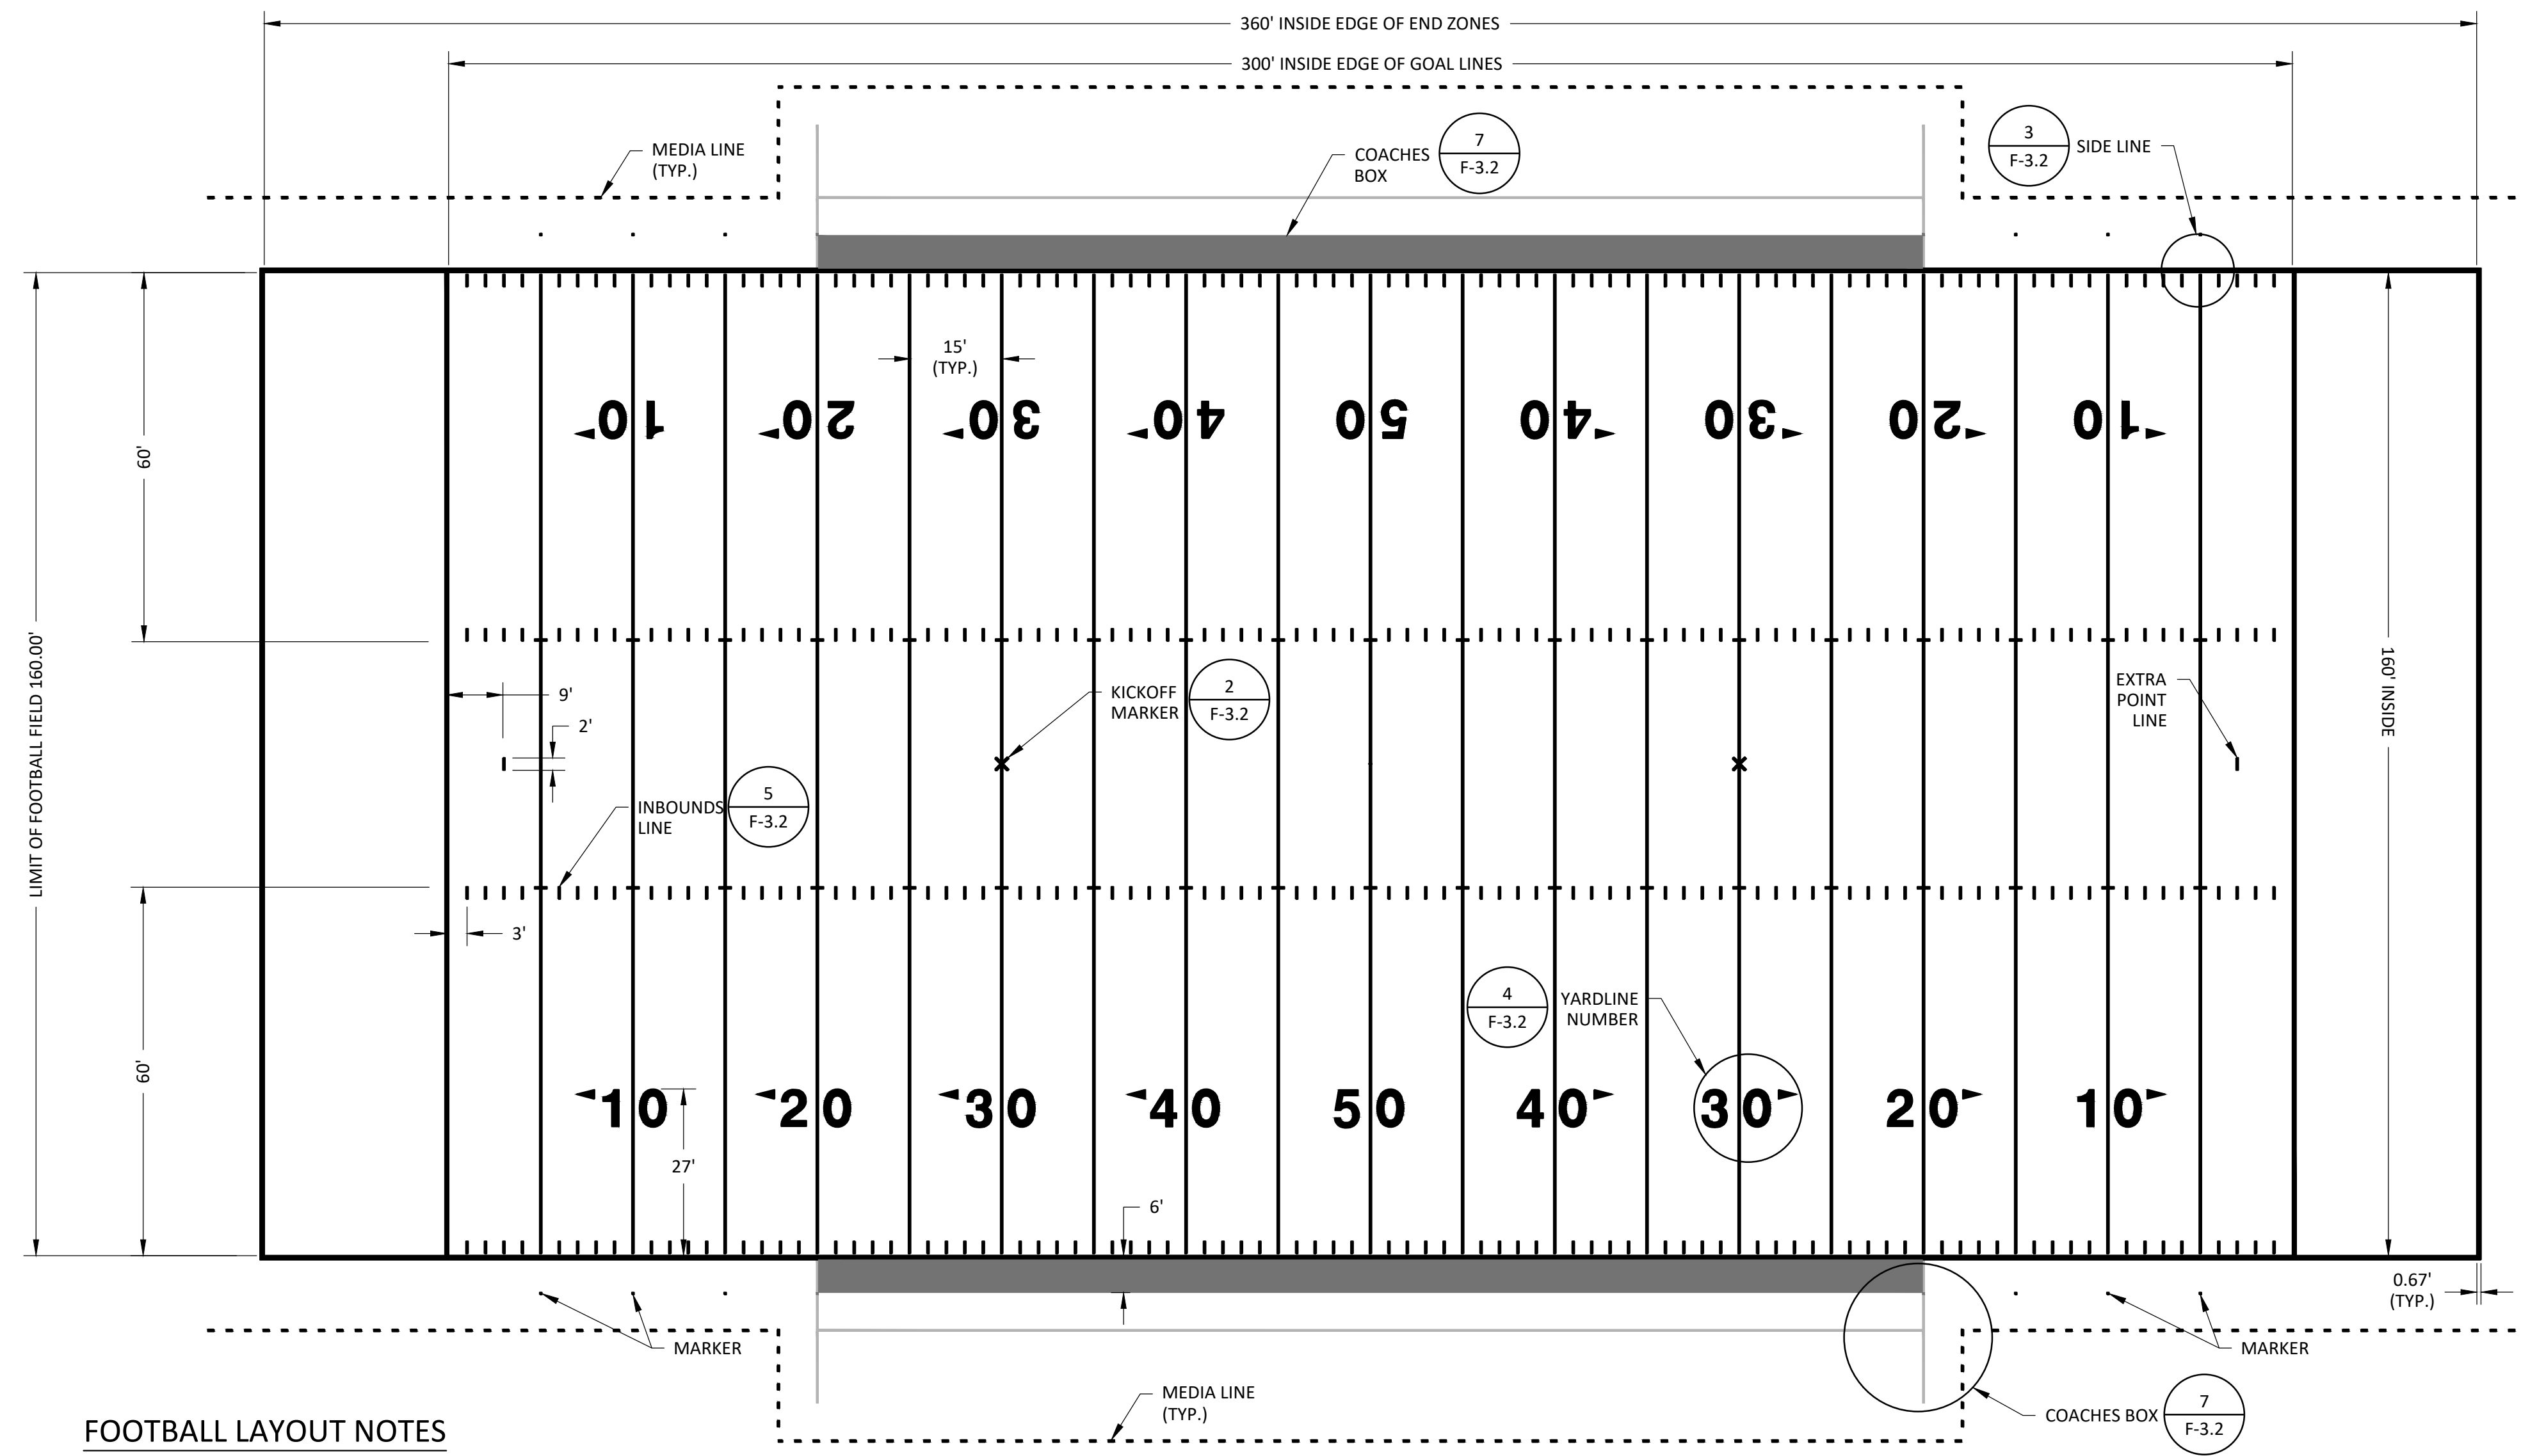 360' INSIDE EDGE OF END ZONES
300' INSIDE EDGE OF GOAL LINES
MEDIA LINE
(TYP.)
COACHES
BOX
7
F-3.2
3
F-3.2
SIDE LINE
15'
(TYP.)
60'
10
20
30
40
50
40
30
20
10
LIMIT OF FOOTBALL FIELD 160.00'
160' INSIDE
9'
2'
KICKOFF
MARKER
2
F-3.2
EXTRA
POINT
LINE
INBOUNDS
LINE
5
F-3.2
3'
4
F-3.2
YARDLINE
NUMBER
60'
10
20
30
40
50
40
30
20
10
27'
6'
0.67'
(TYP.)
MARKER
MARKER
MEDIA LINE
(TYP.)
COACHES BOX
7
F-3.2
FOOTBALL LAYOUT NOTES